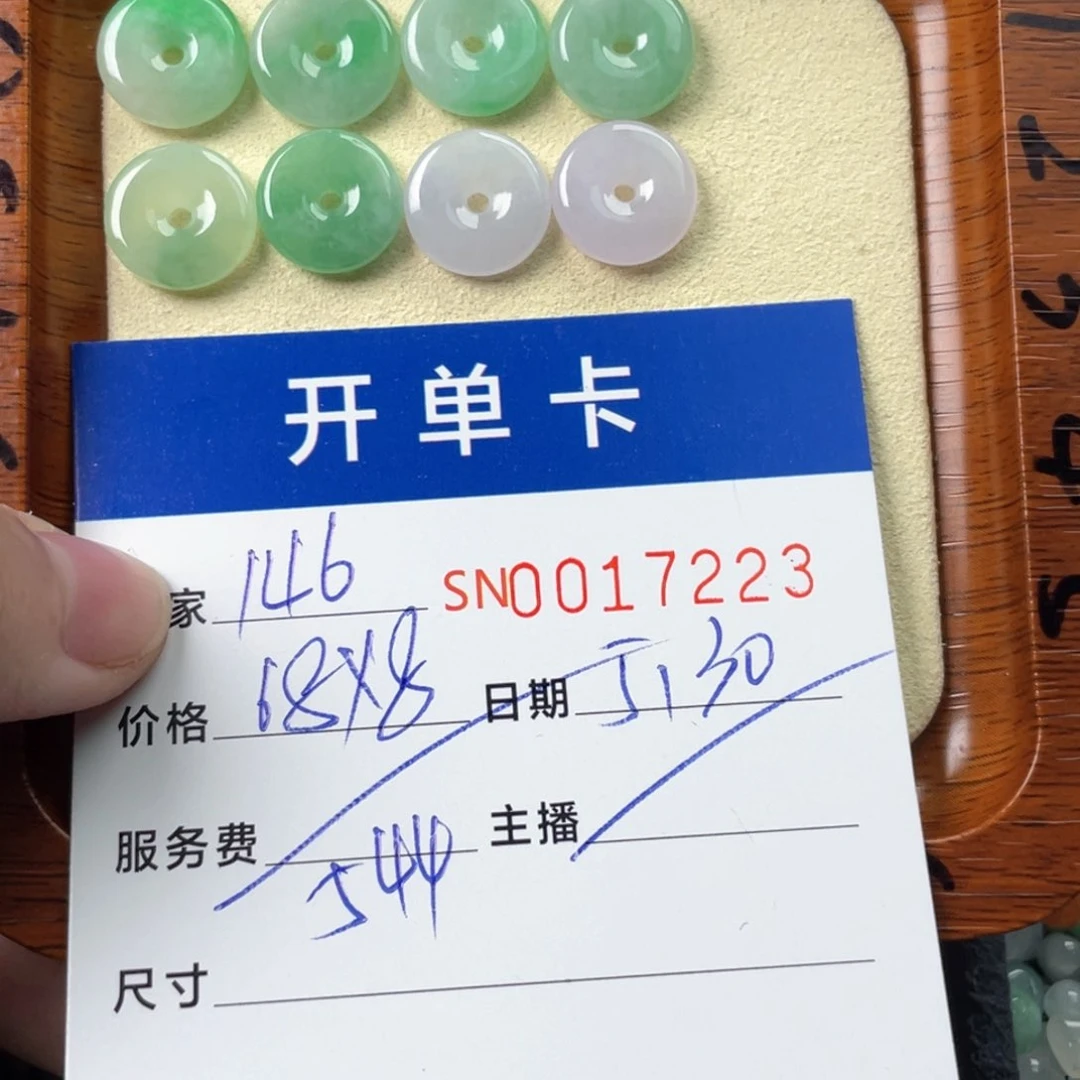 开单卡
家 146 SN0017223
价格 68X8 日期 5,30
服务费 主播
544
尺寸